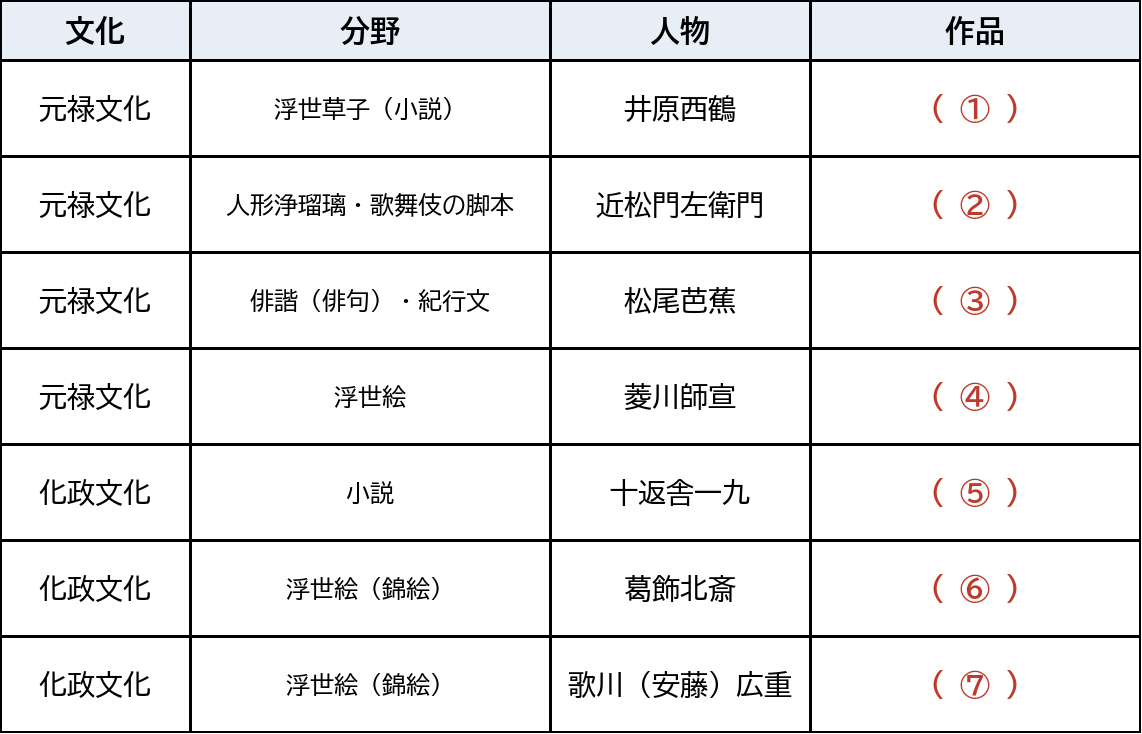 文化 分野 人物 作品
元禄文化 浮世草子（小説） 井原西鶴 （ ① ）
元禄文化 人形浄瑠璃・歌舞伎の脚本 近松門左衛門 （ ② ）
元禄文化 俳諧（俳句）・紀行文 松尾芭蕉 （ ③ ）
元禄文化 浮世絵 菱川師宣 （ ④ ）
化政文化 小説 十返舎一九 （ ⑤ ）
化政文化 浮世絵（錦絵） 葛飾北斎 （ ⑥ ）
化政文化 浮世絵（錦絵） 歌川（安藤）広重 （ ⑦ ）